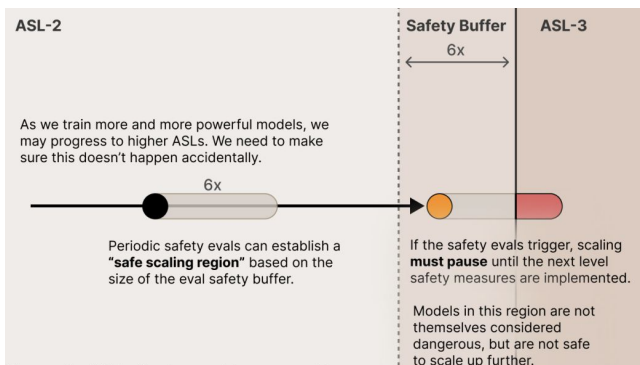 ASL-2
Safety Buffer
ASL-3
6x
As we train more and more powerful models, we
may progress to higher ASLs. We need to make
sure this doesn't happen accidentally.
6x
Periodic safety evals can establish a
"safe scaling region" based on the
size of the eval safety buffer.
If the safety evals trigger, scaling
must pause until the next level
safety measures are implemented.
Models in this region are not
themselves considered
dangerous, but are not safe
to scale up further.